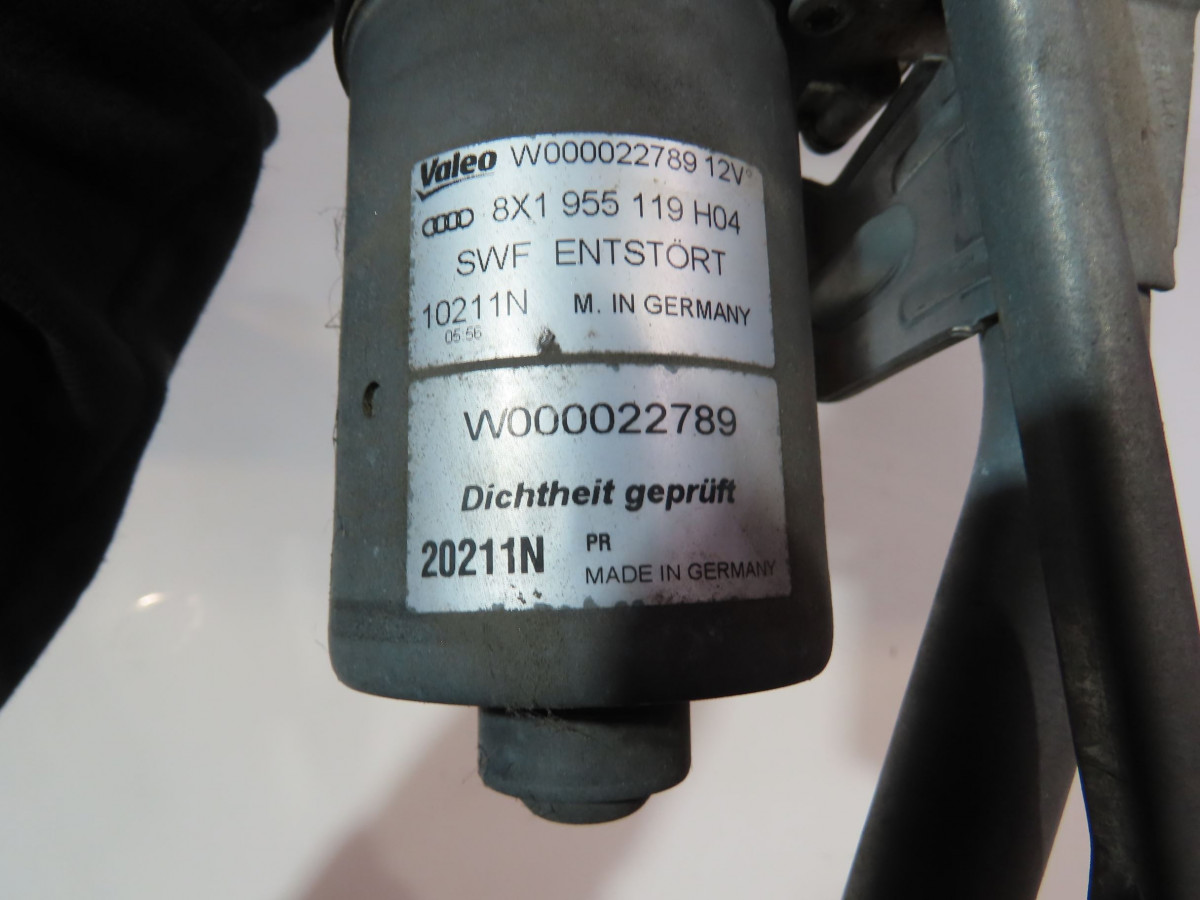 Valeo W000022789 12V
8X1 955 119 H04
SWF ENTSTÖRT
10211N M. IN GERMANY
05:56
W000022789
Dichtheit geprüft
20211N PR
MADE IN GERMANY